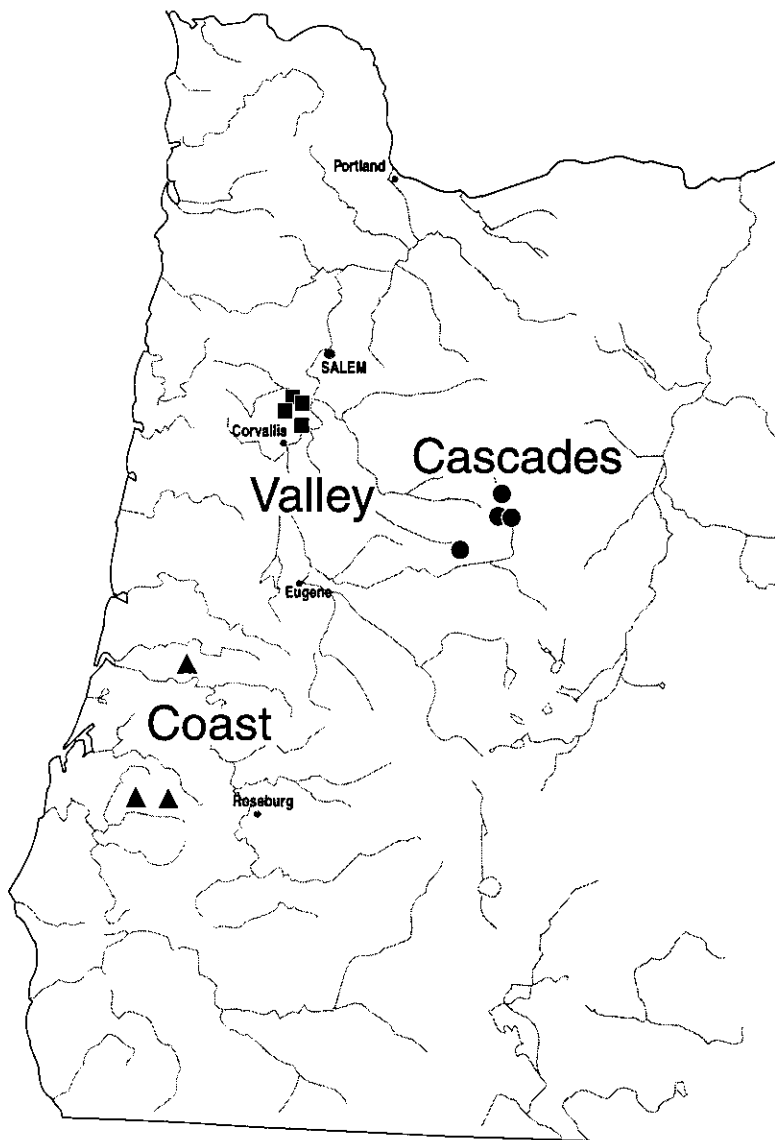 Portland
SALEM
Corvallis
Cascades
Valley
Eugene
Coast
Roseburg